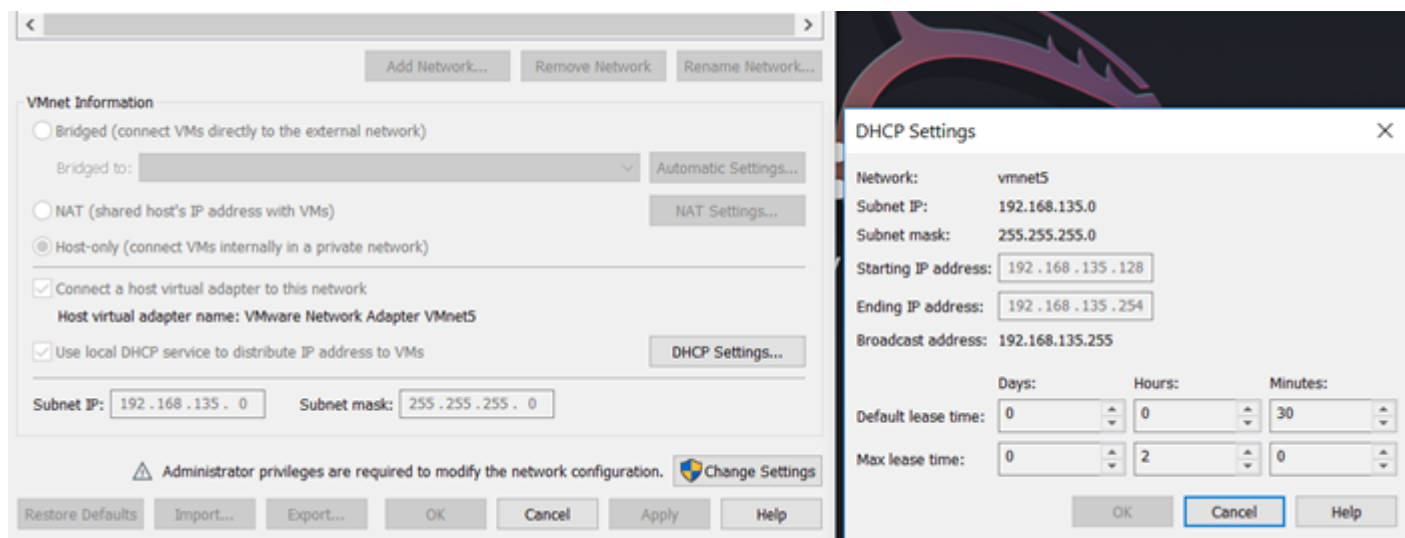 Add Network... Remove Network Rename Network...
VMnet Information
Bridged (connect VMs directly to the external network)
Bridged to: Automatic Settings...
NAT (shared host's IP address with VMs) NAT Settings...
Host-only (connect VMs internally in a private network)
Connect a host virtual adapter to this network
Host virtual adapter name: VMware Network Adapter VMnet5
Use local DHCP service to distribute IP address to VMs DHCP Settings...
Subnet IP: 192 . 168 . 135 . 0 Subnet mask: 255 . 255 . 255 . 0
Administrator privileges are required to modify the network configuration. Change Settings
Restore Defaults Import... Export... OK Cancel Apply Help
DHCP Settings
Network: vmnet5
Subnet IP: 192.168.135.0
Subnet mask: 255.255.255.0
Starting IP address: 192 . 168 . 135 . 128
Ending IP address: 192 . 168 . 135 . 254
Broadcast address: 192.168.135.255
Days: Hours: Minutes:
Default lease time: 0 0 30
Max lease time: 0 2 0
OK Cancel Help